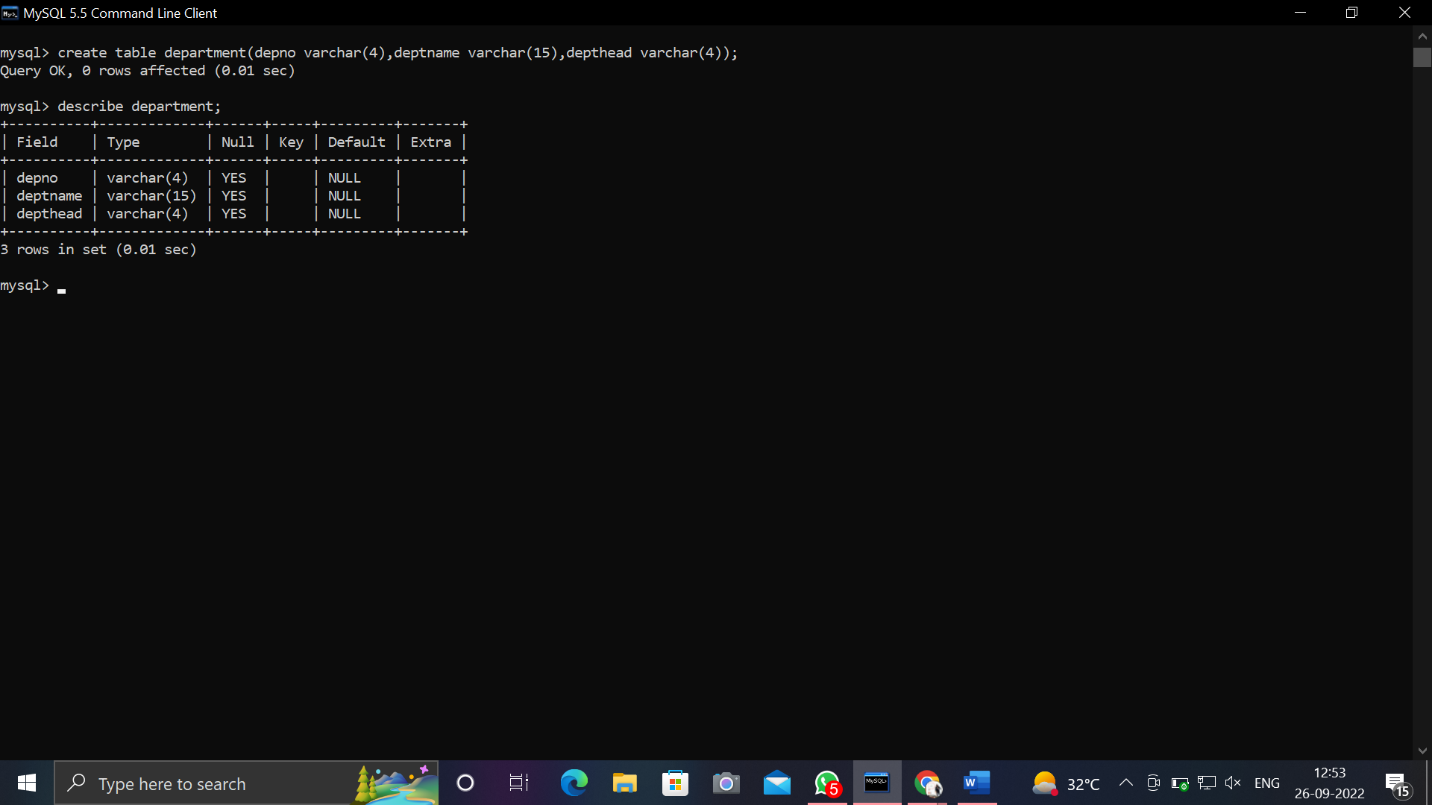 MySQL 5.5 Command Line Client
mysql> create table department(depno varchar(4),deptname varchar(15),depthead varchar(4));
Query OK, 0 rows affected (0.01 sec)
mysql> describe department;
+----------+-------------+------+-----+---------+-------+
| Field    | Type        | Null | Key | Default | Extra |
+----------+-------------+------+-----+---------+-------+
| depno    | varchar(4)  | YES  |     | NULL    |       |
| deptname | varchar(15) | YES  |     | NULL    |       |
| depthead | varchar(4)  | YES  |     | NULL    |       |
+----------+-------------+------+-----+---------+-------+
3 rows in set (0.01 sec)
mysql>
Type here to search
5
MySQL>
W
32°C
ENG
12:53
26-09-2022
15